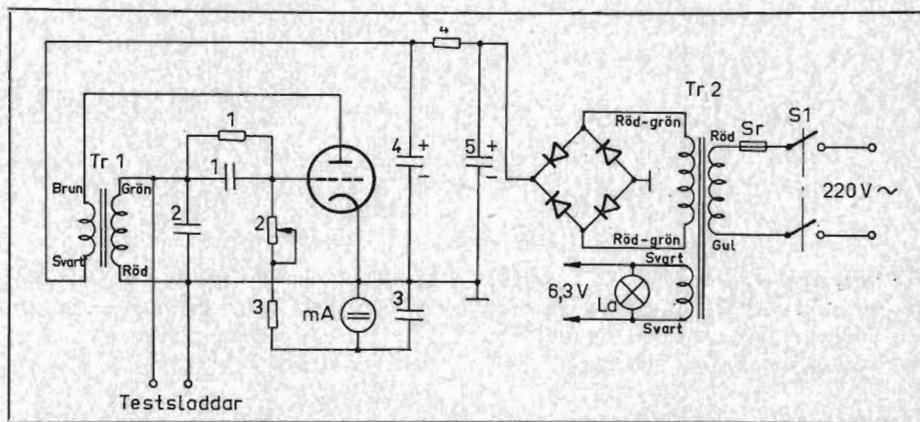 4
Tr 2
Röd-grön
Röd
Sr
S1
1
4
+
-
5
+
-
Tr 1
Brun
Grön
1
2
2
220 V ~
Svart
Röd
Röd-grön
Gul
Svart
3
mA
3
6,3 V
La
Svart
Testsladdar